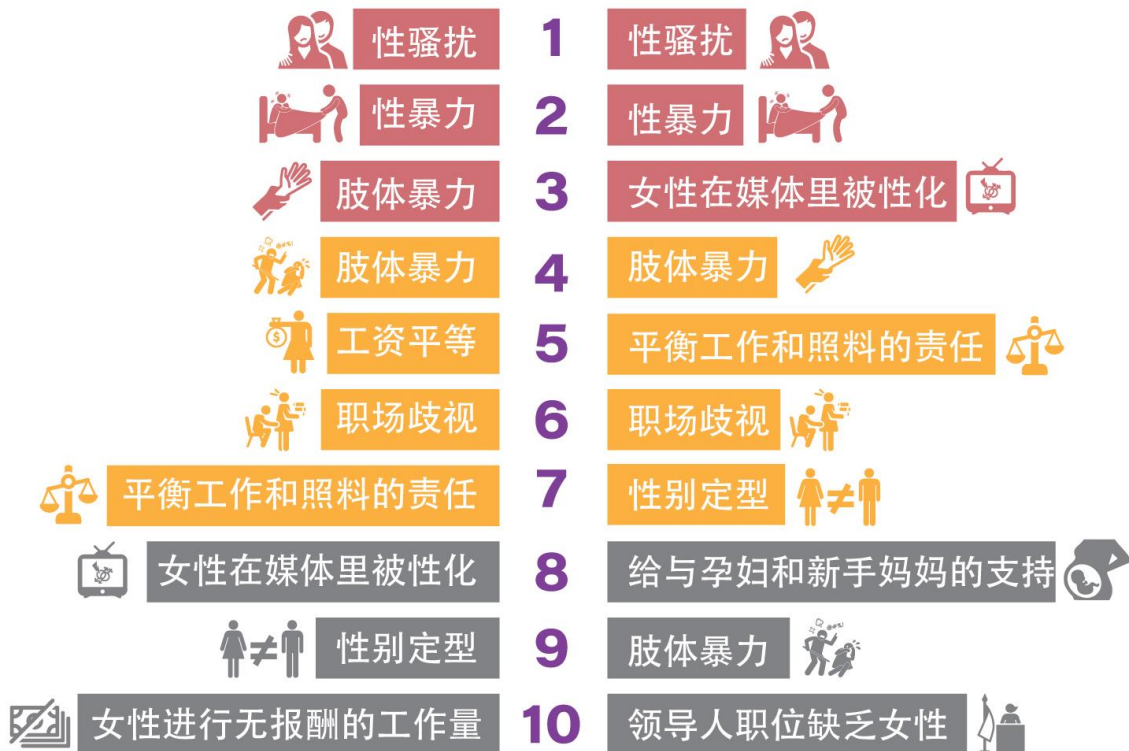 性骚扰 1 性骚扰
性暴力 2 性暴力
肢体暴力 3 女性在媒体里被性化
肢体暴力 4 肢体暴力
工资平等 5 平衡工作和照料的责任
职场歧视 6 职场歧视
平衡工作和照料的责任 7 性别定型
女性在媒体里被性化 8 给与孕妇和新手妈妈的支持
性别定型 9 肢体暴力
女性进行无报酬的工作量 10 领导人职位缺乏女性